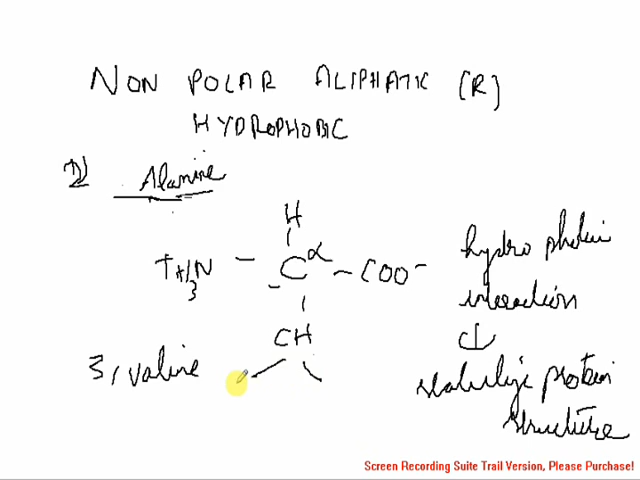 NON POLAR ALIPHATIC (R)
HYDROPHOBIC
2) Alanine
H
+H3N – Cα – COO-
CH
3, valine
hydrophobic
interaction
↓
stabilize protein
structure
Screen Recording Suite Trail Version, Please Purchase!